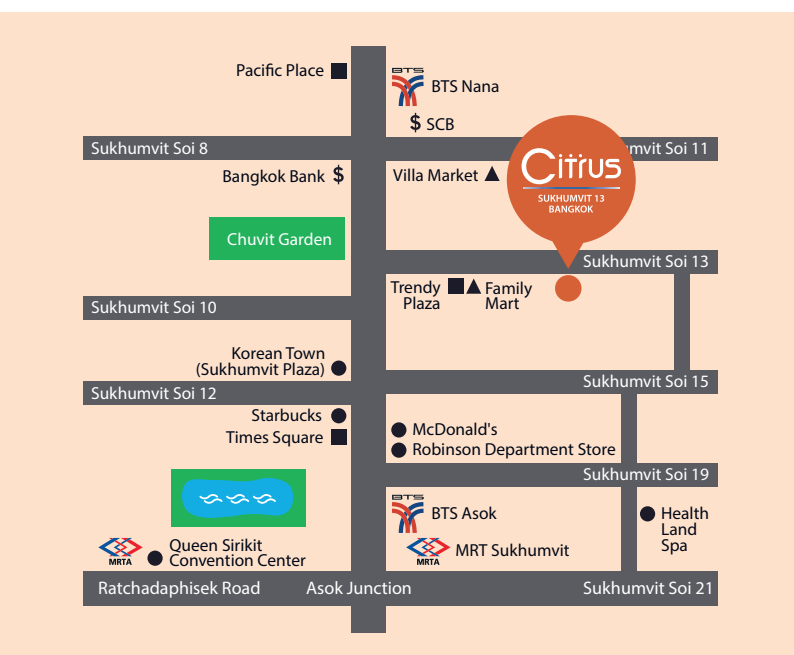 Pacific Place
BTS
BTS Nana
$ SCB
Sukhumvit Soi 8
mvit Soi 11
Citrus
SUKHUMVIT 13
BANGKOK
Bangkok Bank $
Villa Market
Chuvit Garden
Sukhumvit Soi 13
Trendy
Plaza
Family
Mart
Sukhumvit Soi 10
Korean Town
(Sukhumvit Plaza)
Sukhumvit Soi 15
Sukhumvit Soi 12
Starbucks
Times Square
McDonald's
Robinson Department Store
Sukhumvit Soi 19
BTS
BTS Asok
Health
Land
Spa
MRTA
Queen Sirikit
Convention Center
MRTA
MRT Sukhumvit
Ratchadaphisek Road
Asok Junction
Sukhumvit Soi 21